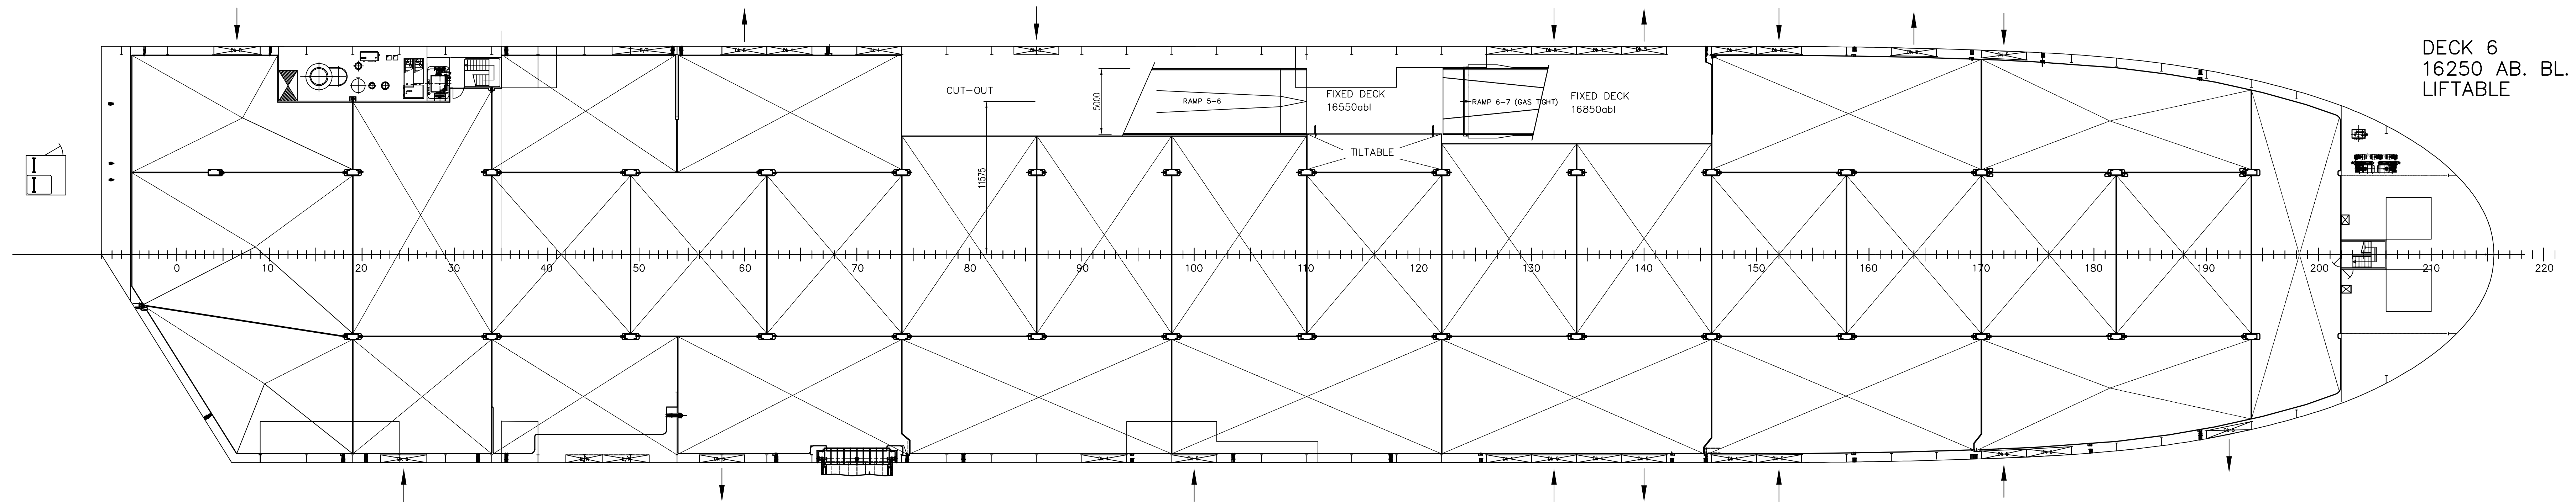 DECK 6
16250 AB. BL.
LIFTABLE
CUT-OUT
5000
RAMP 5-6
FIXED DECK
16550abl
RAMP 6-7 (GAS TIGHT)
FIXED DECK
16850abl
TILTABLE
11575
0 10 20 30 40 50 60 70 80 90 100 110 120 130 140 150 160 170 180 190 200 210 220